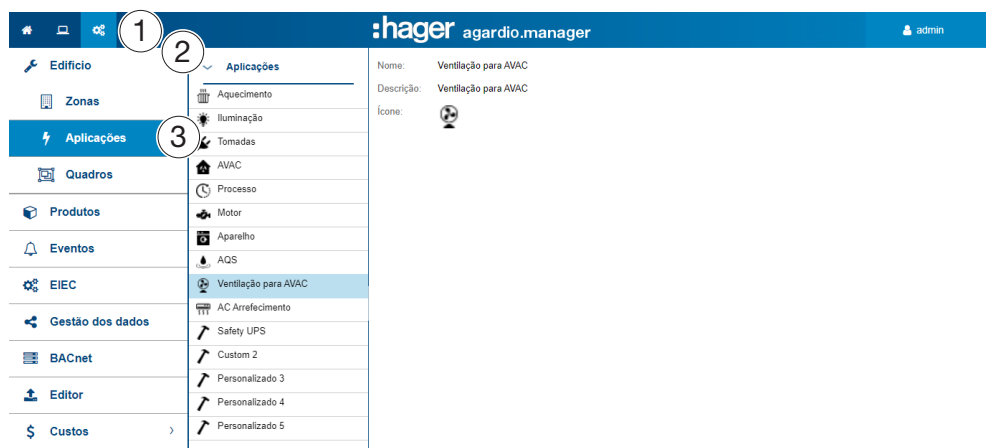 1
:hager agardio.manager
admin
2
3
Edifício
Zonas
Aplicações
Quadros
Produtos
Eventos
EIEC
Gestão dos dados
BACnet
Editor
Custos
Aplicações
Aquecimento
Iluminação
Tomadas
AVAC
Processo
Motor
Aparelho
AQS
Ventilação para AVAC
AC Arrefecimento
Safety UPS
Custom 2
Personalizado 3
Personalizado 4
Personalizado 5
Nome: Ventilação para AVAC
Descrição: Ventilação para AVAC
Ícone: